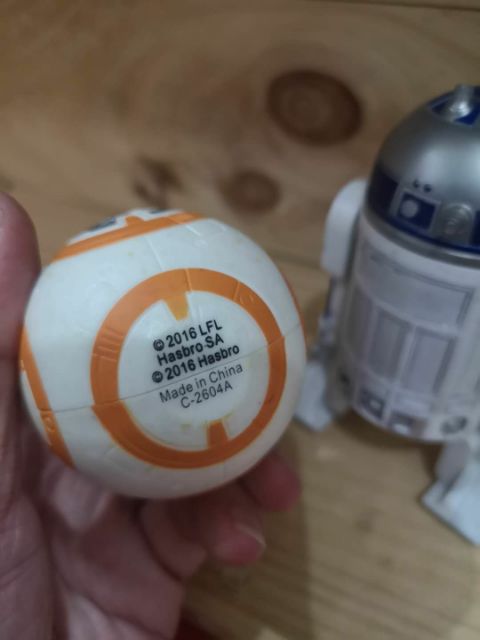 © 2016 LFL
Hasbro SA
© 2016 Hasbro
Made in China
C-2604A